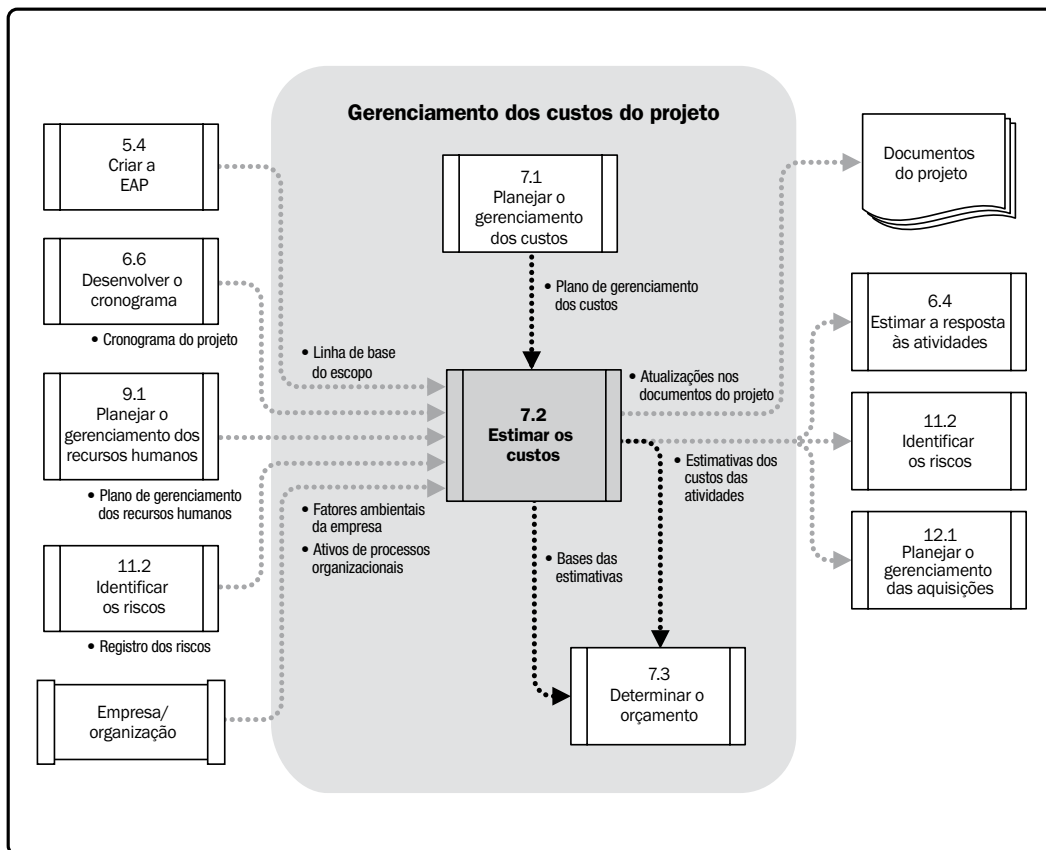 Gerenciamento dos custos do projeto
5.4
Criar a
EAP
6.6
Desenvolver o
cronograma
• Cronograma do projeto
9.1
Planejar o
gerenciamento dos
recursos humanos
• Plano de gerenciamento
dos recursos humanos
11.2
Identificar
os riscos
• Registro dos riscos
Empresa/
organização
7.1
Planejar o
gerenciamento
dos custos
• Plano de gerenciamento
dos custos
• Linha de base
do escopo
7.2
Estimar os
custos
• Fatores ambientais
da empresa
• Ativos de processos
organizacionais
• Atualizações nos
documentos do projeto
• Estimativas dos
custos das
atividades
• Bases das
estimativas
7.3
Determinar o
orçamento
Documentos
do projeto
6.4
Estimar a resposta
às atividades
11.2
Identificar
os riscos
12.1
Planejar o
gerenciamento
das aquisições